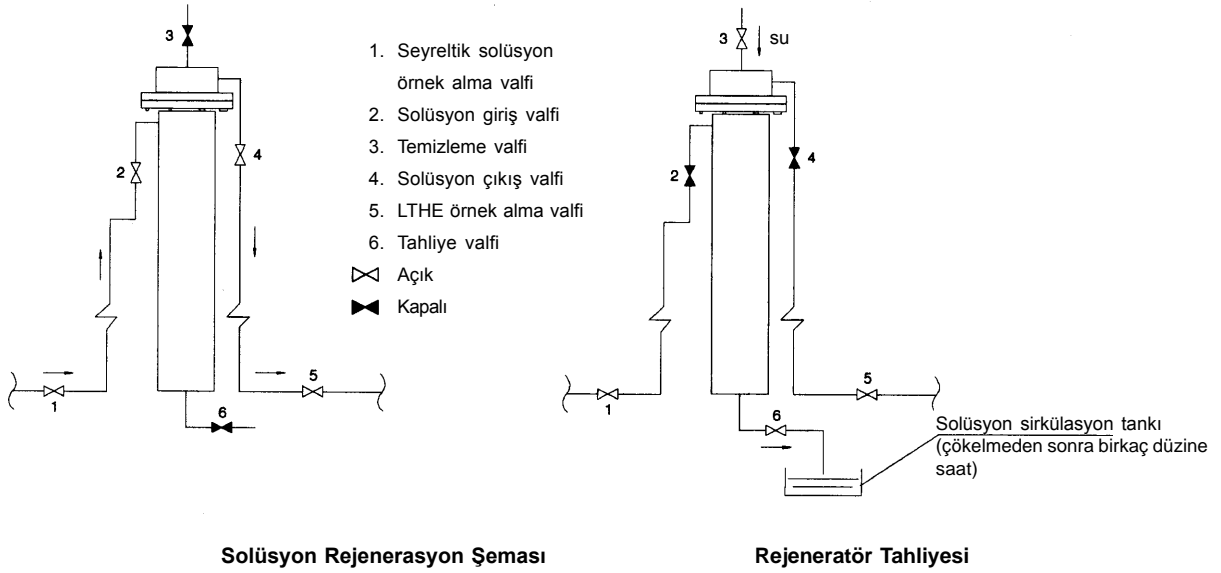 3
2
4
1
5
6
1. Seyreltik solüsyon
örnek alma valfi
2. Solüsyon giriş valfi
3. Temizleme valfi
4. Solüsyon çıkış valfi
5. LTHE örnek alma valfi
6. Tahliye valfi
Açık
Kapalı
3
su
2
4
1
5
6
Solüsyon sirkülasyon tankı
(çökelmeden sonra birkaç düzine
saat)
Solüsyon Rejenerasyon Şeması
Rejeneratör Tahliyesi